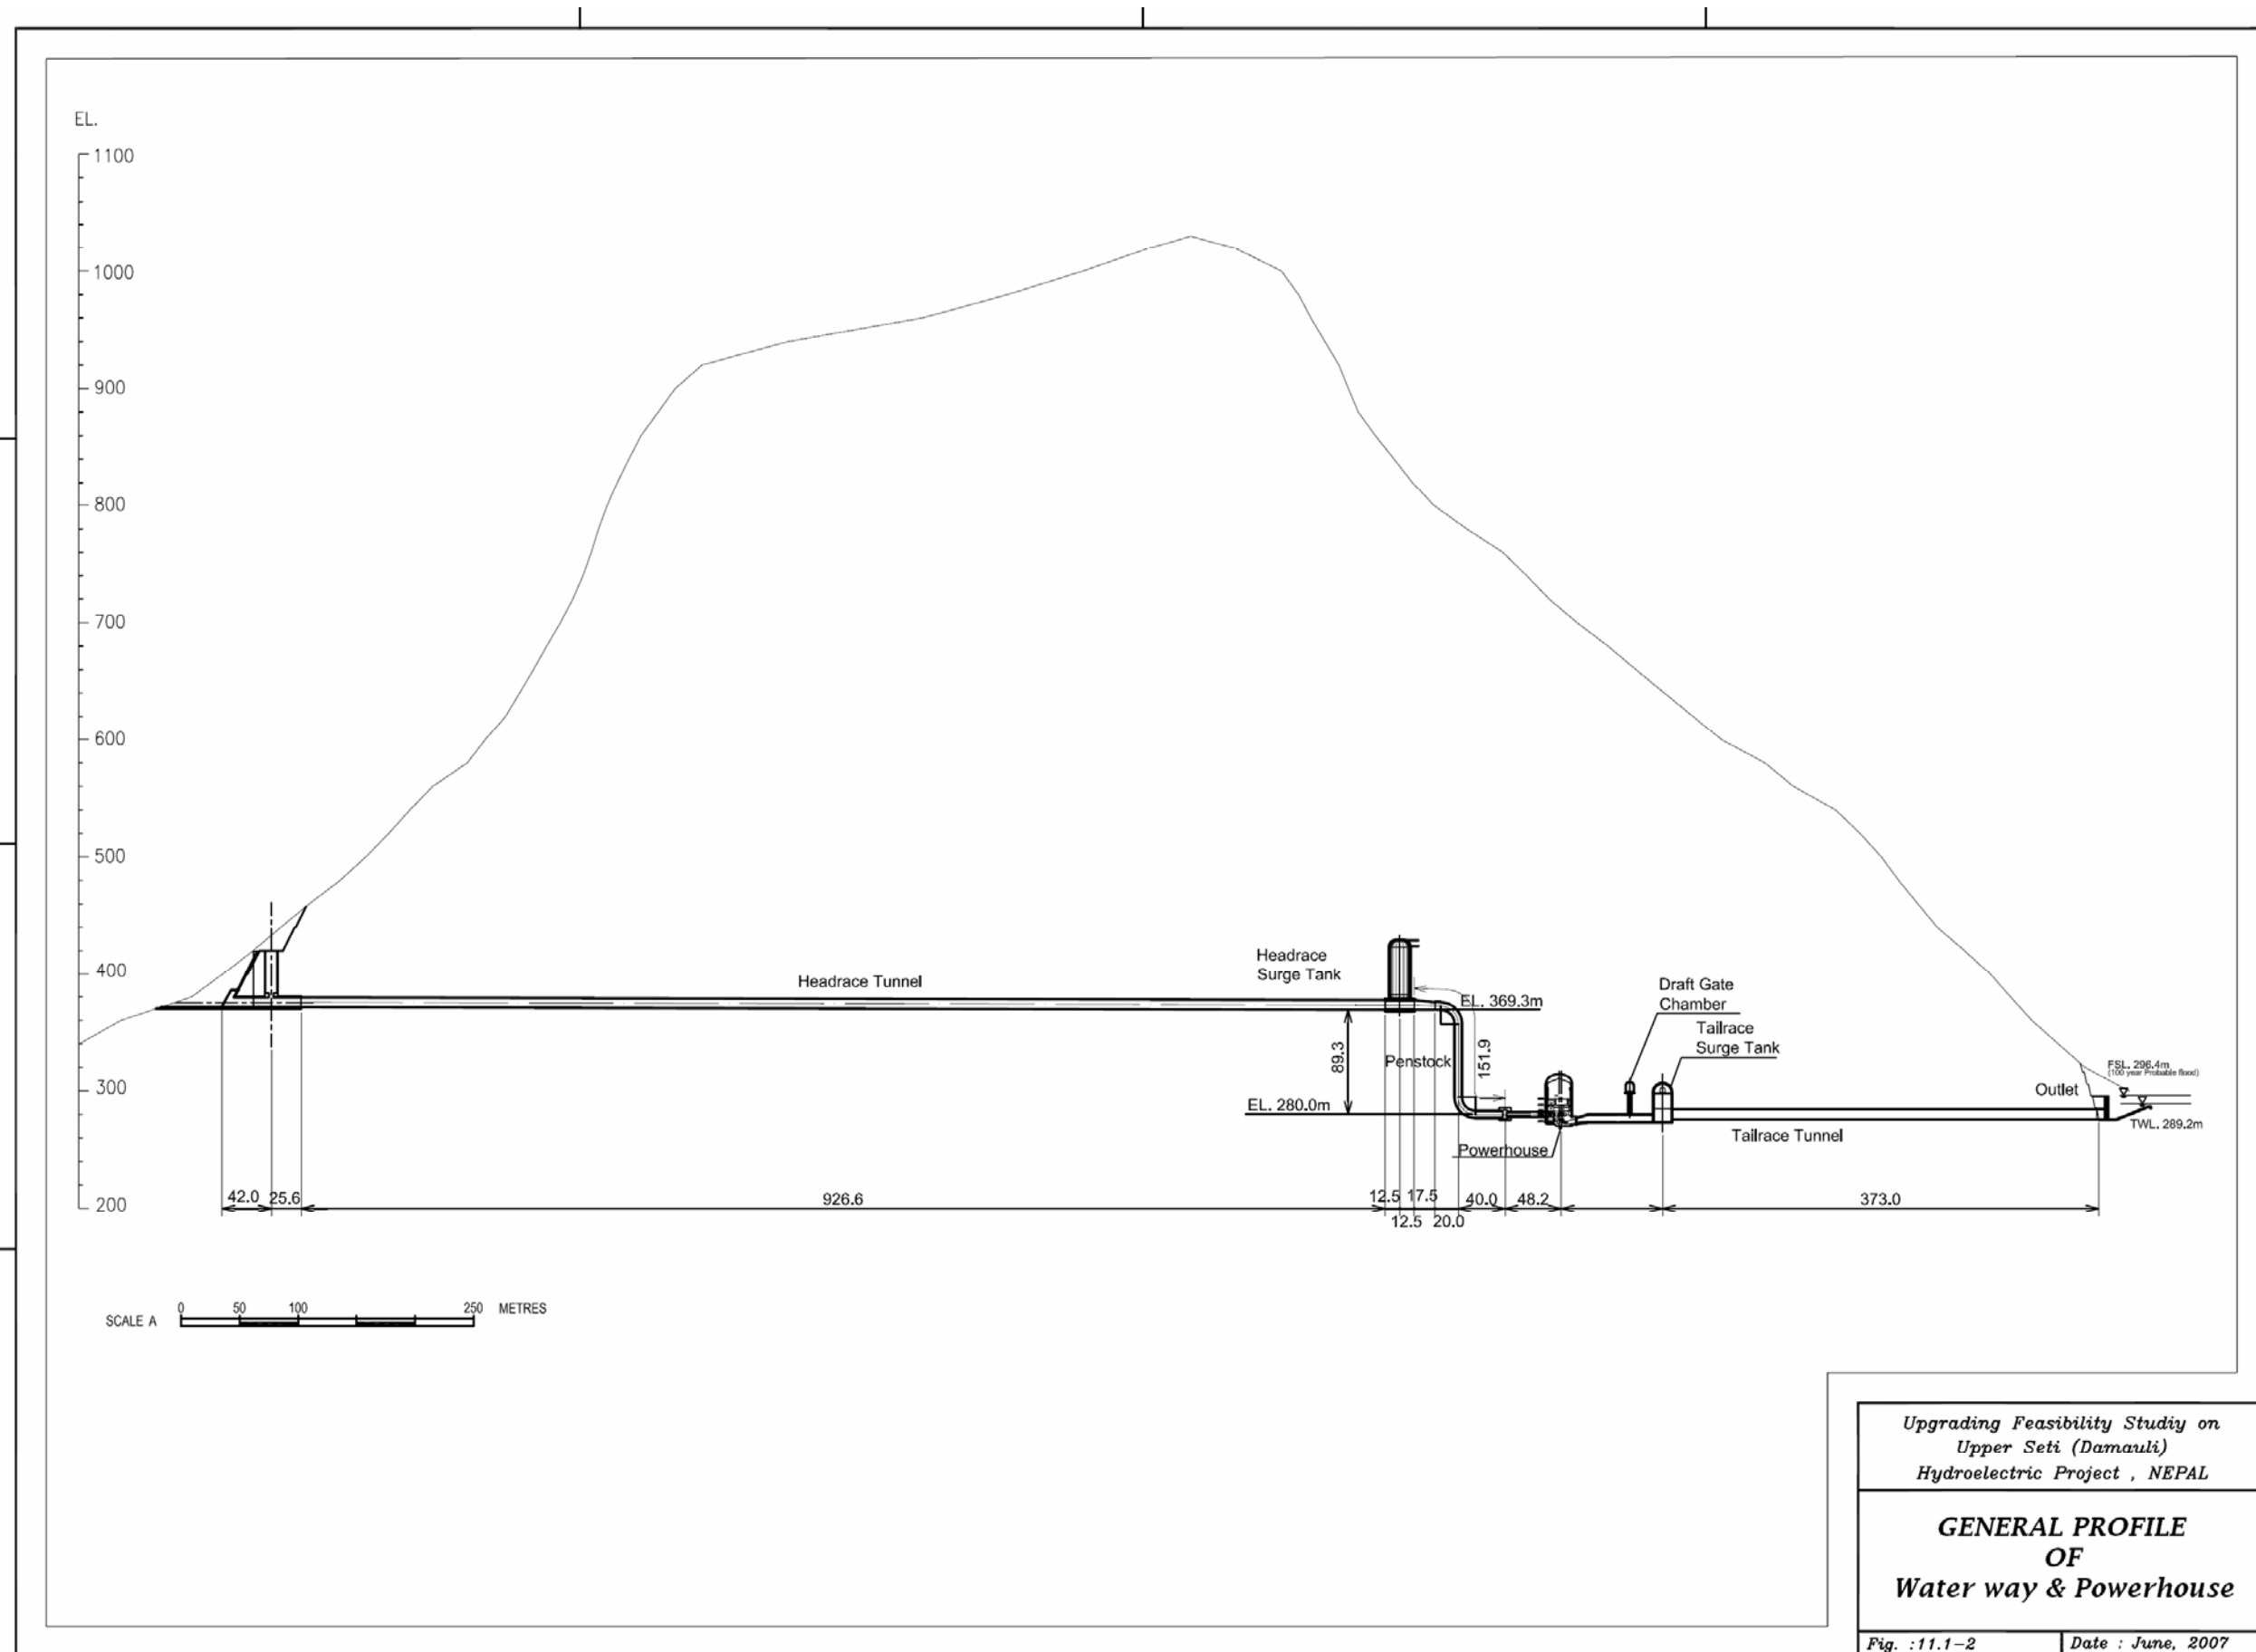 EL.
1100
1000
900
800
700
600
500
400
300
200
Headrace Tunnel
Headrace
Surge Tank
EL. 369.3m
89.3
Penstock
151.9
EL. 280.0m
Powerhouse
Draft Gate
Chamber
Tailrace
Surge Tank
Tailrace Tunnel
Outlet
FSL. 296.4m
(100 year Probable flood)
TWL. 289.2m
42.0 25.6 926.6 12.5 17.5 40.0 48.2 373.0
12.5 20.0
0 50 100 250 METRES
SCALE A
Upgrading Feasibility Studiy on
Upper Seti (Damauli)
Hydroelectric Project , NEPAL
GENERAL PROFILE
OF
Water way & Powerhouse
Fig. :11.1-2 Date : June, 2007